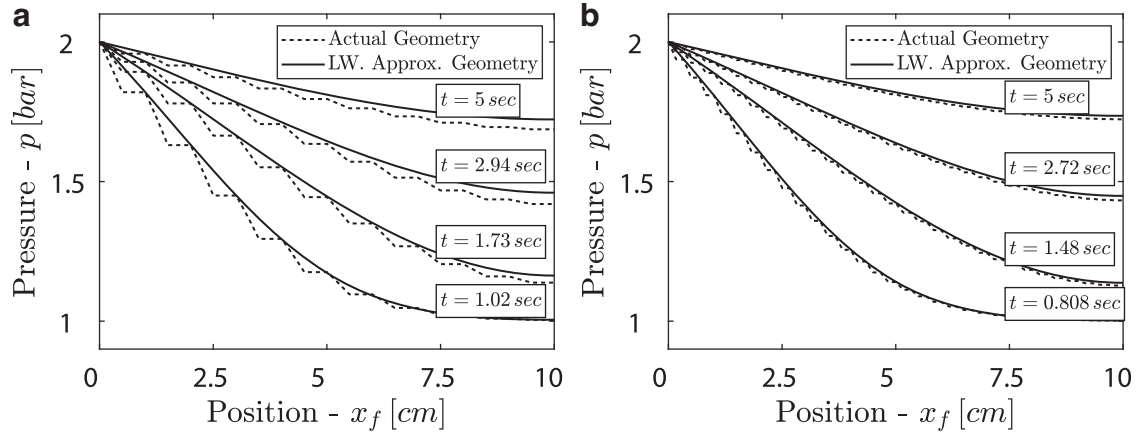 a
2
1.5
1
0
2.5
5
7.5
10
Pressure - p [bar]
Position - x_f [cm]
Actual Geometry
LW. Approx. Geometry
t = 5 sec
t = 2.94 sec
t = 1.73 sec
t = 1.02 sec
b
2
1.5
1
0
2.5
5
7.5
10
Pressure - p [bar]
Position - x_f [cm]
Actual Geometry
LW. Approx. Geometry
t = 5 sec
t = 2.72 sec
t = 1.48 sec
t = 0.808 sec